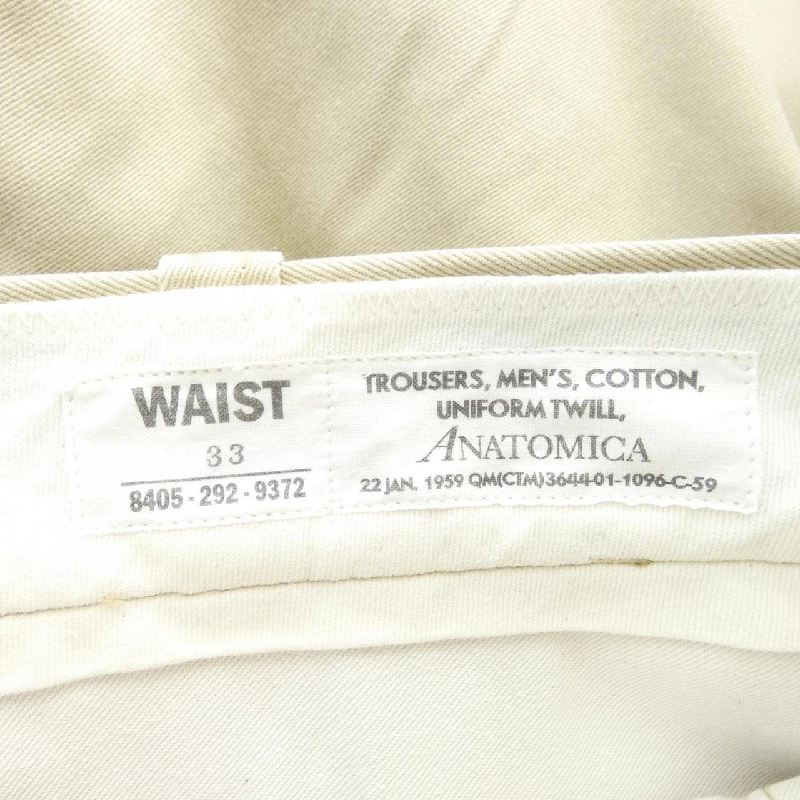 WAIST
33
8405-292-9372
TROUSERS, MEN'S, COTTON,
UNIFORM TWILL,
ANATOMICA
22 JAN. 1959 QM(CTM)3644-01-1096-C-59